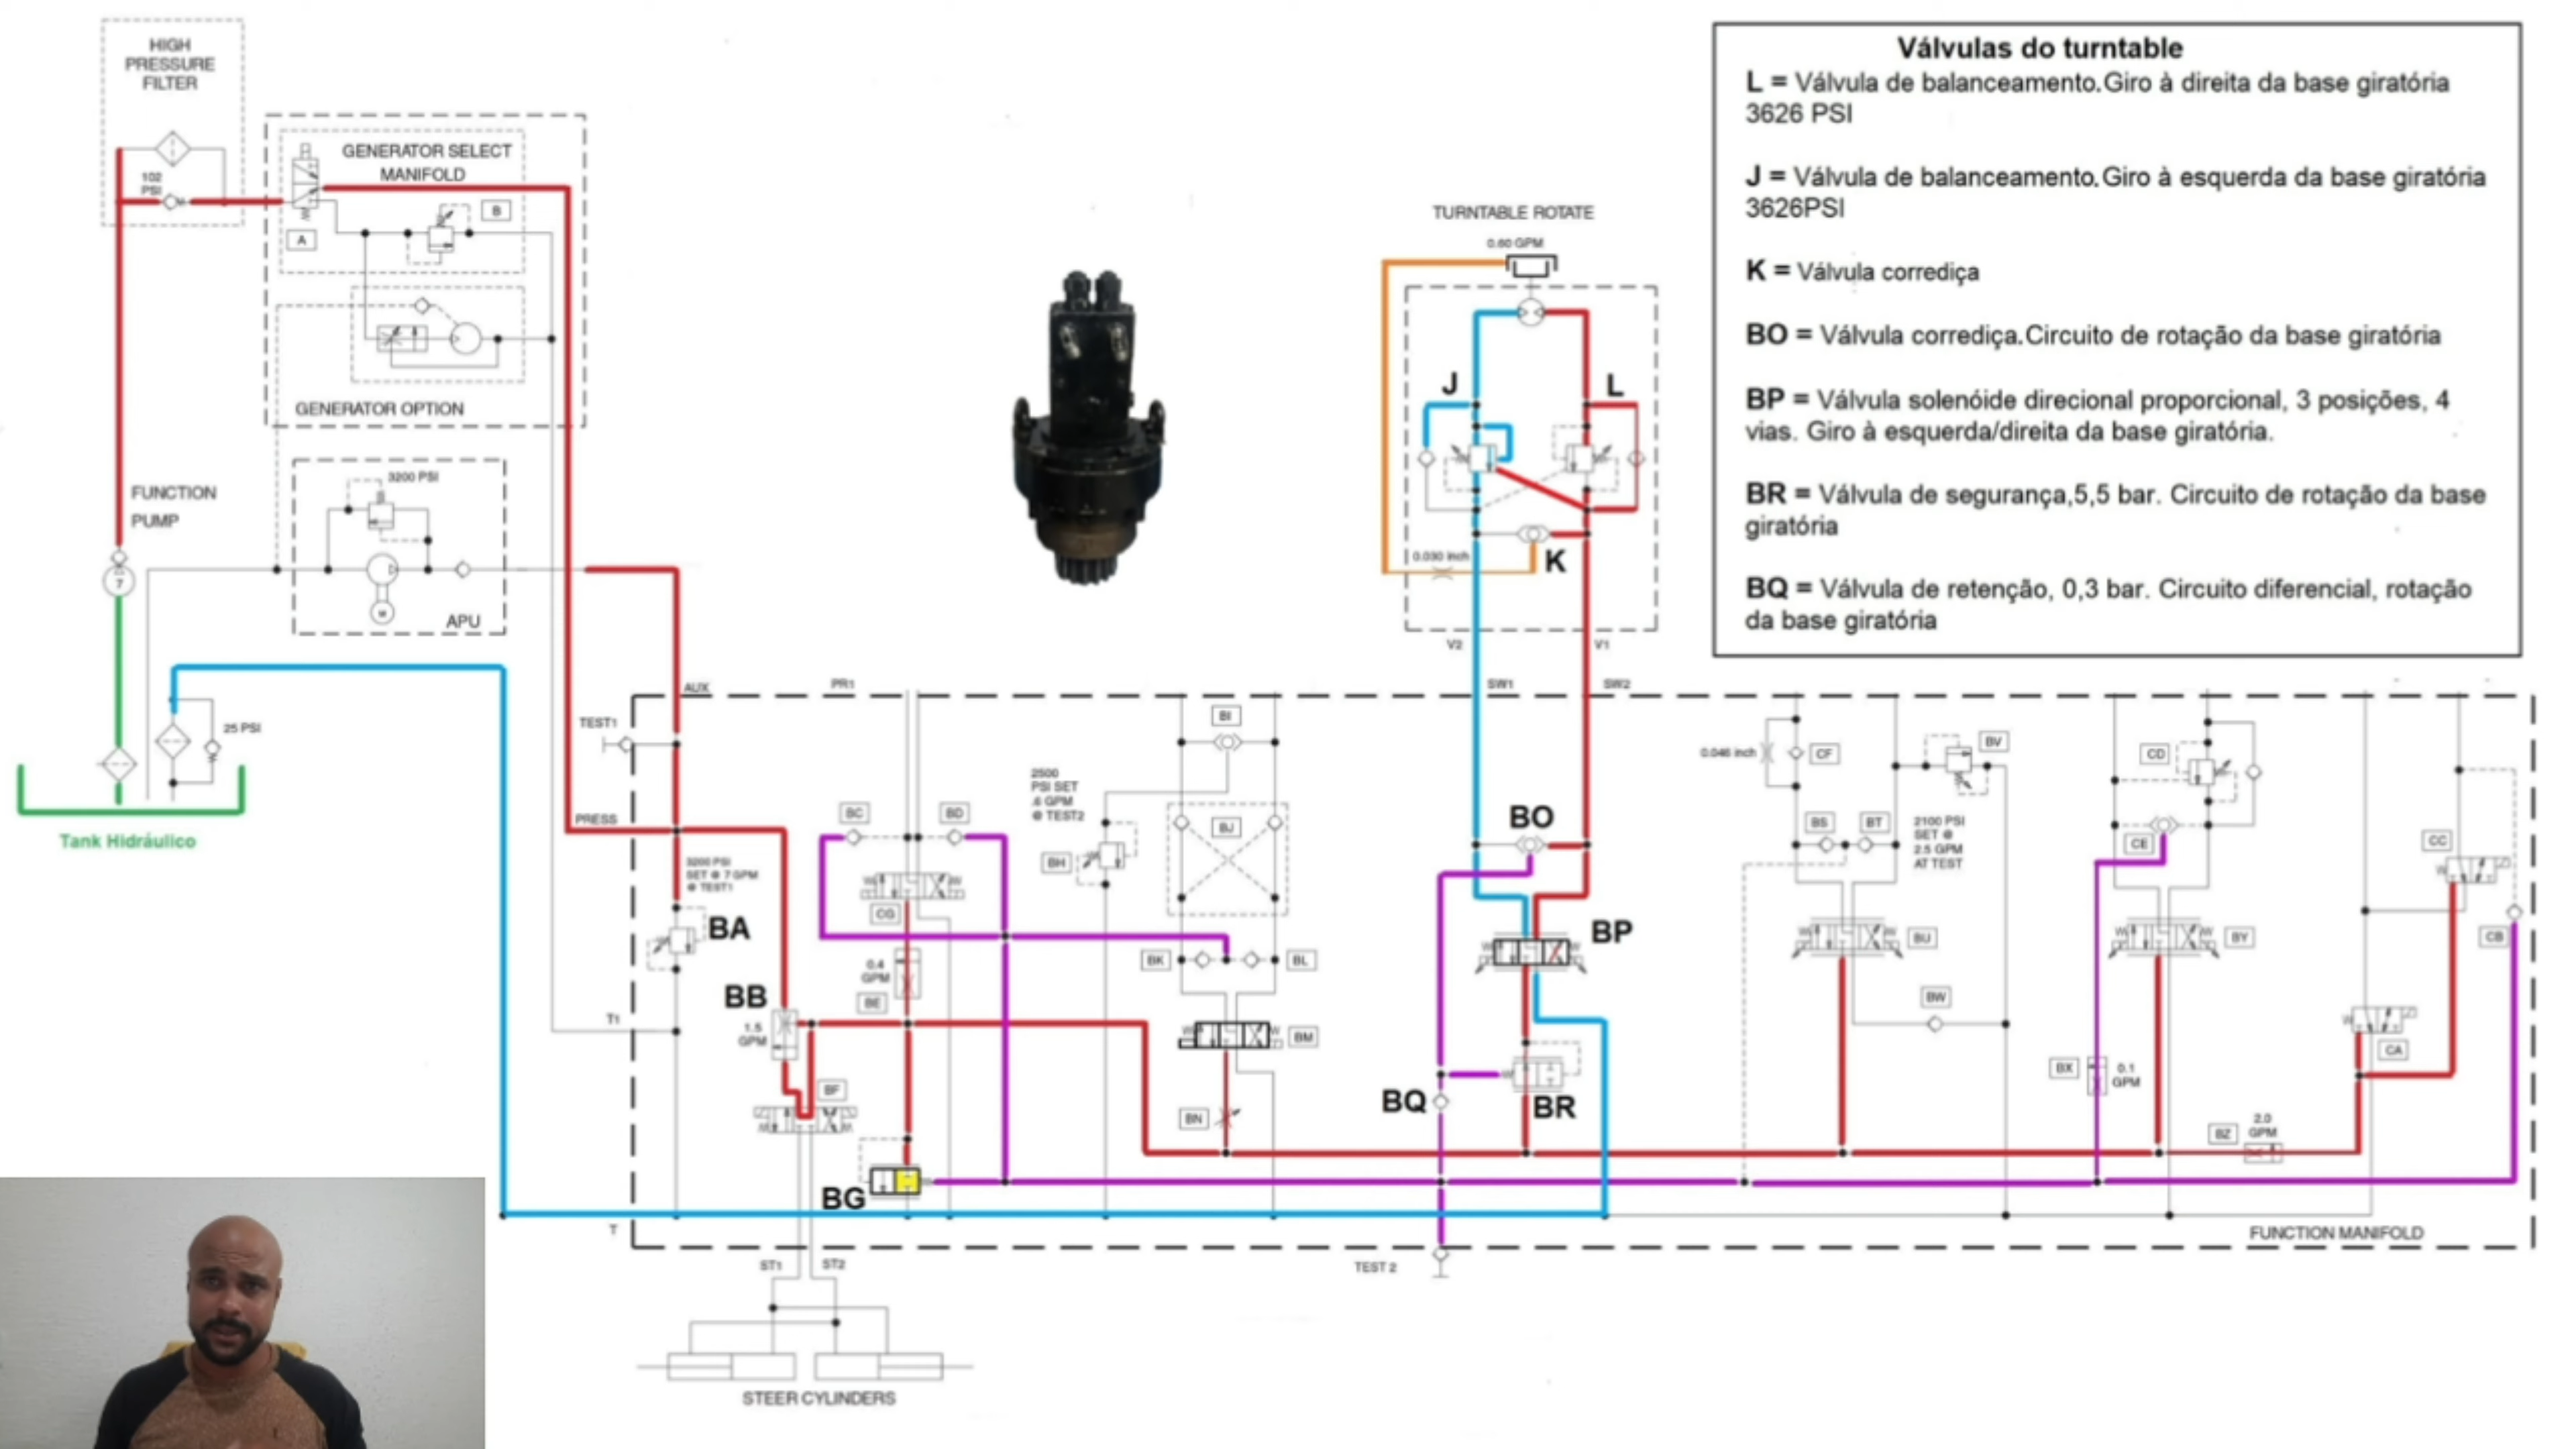 HIGH
PRESSURE
FILTER
102
PSI
GENERATOR SELECT
MANIFOLD
A
B
GENERATOR OPTION
FUNCTION
PUMP
7
3200 PSI
M
APU
25 PSI
Tank Hidráulico
TURNTABLE ROTATE
0.60 GPM
J
L
K
0.030 inch
V2
V1
Válvulas do turntable
L = Válvula de balanceamento.Giro à direita da base giratória
3626 PSI
J = Válvula de balanceamento.Giro à esquerda da base giratória
3626PSI
K = Válvula corrediça
BO = Válvula corrediça.Circuito de rotação da base giratória
BP = Válvula solenóide direcional proporcional, 3 posições, 4
vias. Giro à esquerda/direita da base giratória.
BR = Válvula de segurança,5,5 bar. Circuito de rotação da base
giratória
BQ = Válvula de retenção, 0,3 bar. Circuito diferencial, rotação
da base giratória
AUX
PR1
SW1
SW2
TEST1
PRESS
3200 PSI
SET @ 7 GPM
@ TEST1
BA
BB
1.5
GPM
T1
T
BC
BD
CG
0.4
GPM
BE
BF
BG
2500
PSI SET
.6 GPM
@ TEST2
BH
BI
BJ
BK
BL
BM
BN
BO
BP
BQ
BR
TEST 2
0.046 inch
CF
BV
BS
BT
2100 PSI
SET @
2.5 GPM
AT TEST
BU
BW
CD
CE
BY
BX
0.1
GPM
BZ
2.0
GPM
CC
CB
CA
FUNCTION MANIFOLD
ST1
ST2
STEER CYLINDERS